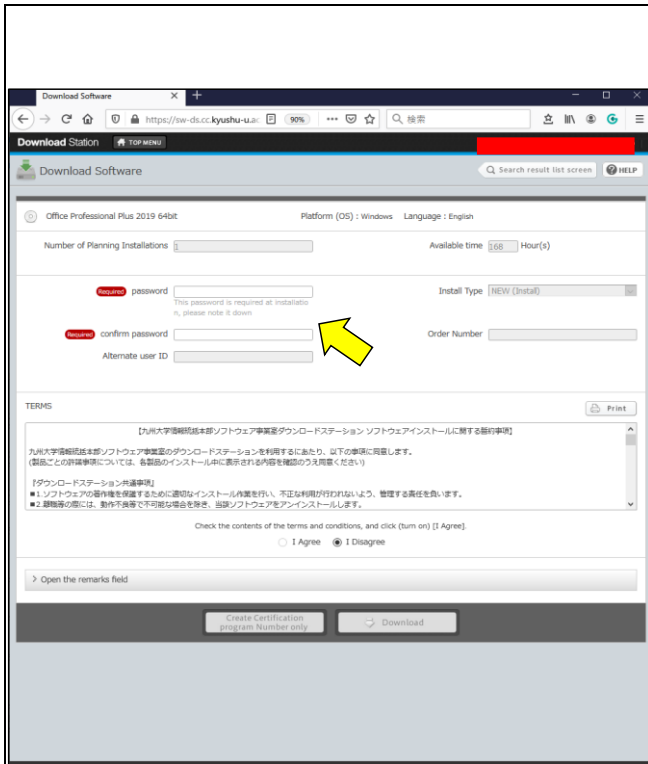 Download Software
https://sw-ds.cc.kyushu-u.ac
90%
検索
Download Station
TOP MENU
Download Software
Search result list screen
HELP
Office Professional Plus 2019 64bit
Platform (OS) : Windows
Language : English
Number of Planning Installations
1
Available time
168
Hour(s)
Required
password
This password is required at installatio
n, please note it down
Install Type
NEW (Install)
Required
confirm password
Order Number
Alternate user ID
TERMS
Print
【九州大学情報統括本部ソフトウェア事業室ダウンロードステーション ソフトウェアインストールに関する誓約事項】
九州大学情報統括本部ソフトウェア事業室のダウンロードステーションを利用するにあたり、以下の事項に同意します。
(製品ごとの許諾事項については、各製品のインストール中に表示される内容を確認のうえ同意ください)
『ダウンロードステーション共通事項』
■1.ソフトウェアの著作権を保護するために適切なインストール作業を行い、不正な利用が行われないよう、管理する責任を負います。
■2.離職等の際には、動作不良等で不可能な場合を除き、当該ソフトウェアをアンインストールします。
Check the contents of the terms and conditions, and click (turn on) [I Agree].
I Agree
I Disagree
> Open the remarks field
Create Certification
program Number only
Download